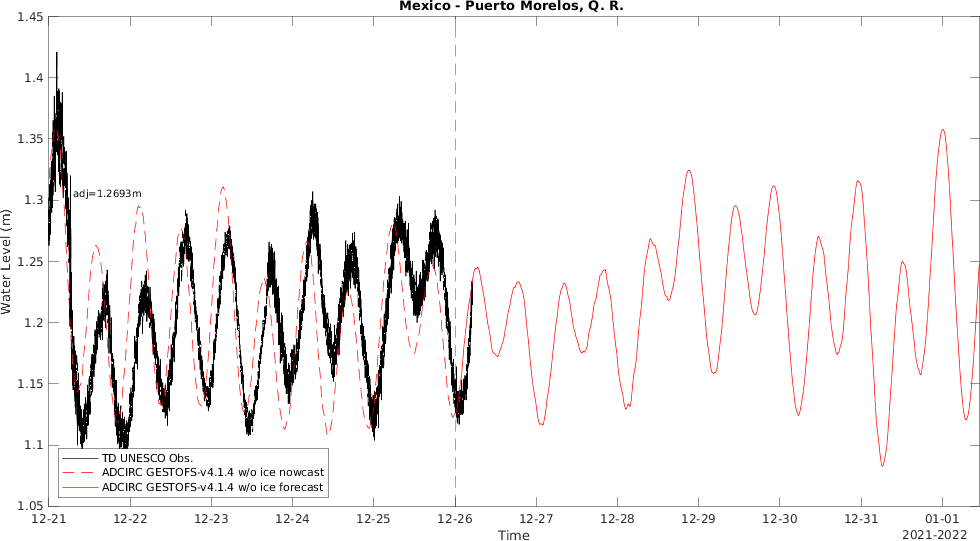 Mexico - Puerto Morelos, Q. R.
1.45
1.4
1.35
1.3
1.25
1.2
1.15
1.1
1.05
Water Level (m)
adj=1.2693m
TD UNESCO Obs.
ADCIRC GESTOFS-v4.1.4 w/o ice nowcast
ADCIRC GESTOFS-v4.1.4 w/o ice forecast
12-21 12-22 12-23 12-24 12-25 12-26 12-27 12-28 12-29 12-30 12-31 01-01
Time
2021-2022